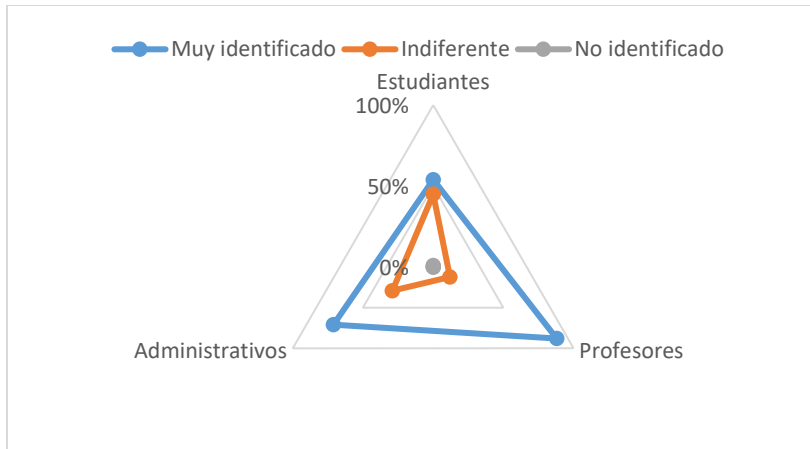 Muy identificado Indiferente No identificado
Estudiantes
100%
50%
0%
Administrativos Profesores